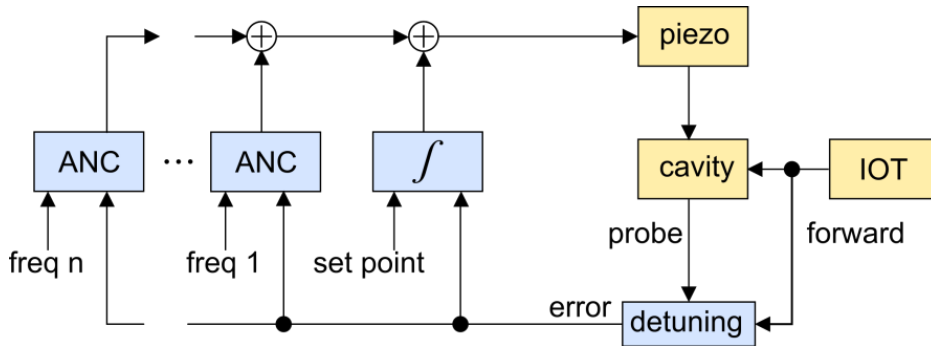 piezo
ANC
...
ANC
∫
cavity
IOT
freq n
freq 1
set point
probe
forward
error
detuning